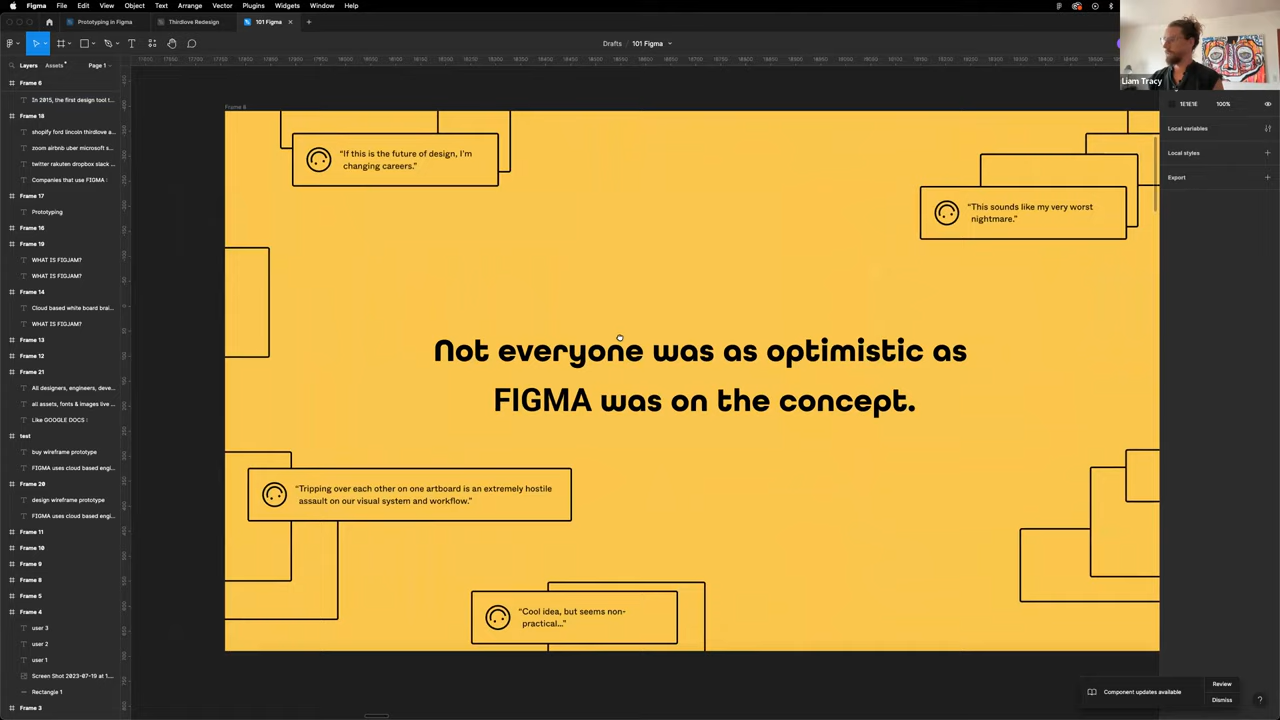 Figma File Edit View Object Text Arrange Vector Plugins Widgets Window Help
Prototyping in Figma
Thirdlove Redesign
101 Figma
Drafts / 101 Figma
Layers Assets Page 1
Frame 6
In 2015, the first design tool t...
Frame 18
shopify ford lincoln thirdlove a...
zoom airbnb uber microsoft s...
twitter rakuten dropbox slack ...
Companies that use FIGMA :
Frame 17
Prototyping
Frame 16
Frame 19
WHAT IS FIGJAM?
WHAT IS FIGJAM?
Frame 14
Cloud based white board brai...
WHAT IS FIGJAM?
Frame 13
Frame 12
Frame 21
All designers, engineers, deve...
all assets, fonts & images live ...
Like GOOGLE DOCS :
test
buy wireframe prototype
FIGMA uses cloud based engi...
Frame 20
design wireframe prototype
FIGMA uses cloud based engi...
Frame 11
Frame 10
Frame 9
Frame 8
Frame 5
Frame 4
user 3
user 2
user 1
Screen Shot 2023-07-19 at 1....
Rectangle 1
Frame 3
“If this is the future of design, I’m
changing careers.”
“This sounds like my very worst
nightmare.”
Not everyone was as optimistic as
FIGMA was on the concept.
“Tripping over each other on one artboard is an extremely hostile
assault on our visual system and workflow.”
“Cool idea, but seems non-
practical...”
Liam Tracy
1E1E1E 100%
Local variables
Local styles
Export
Component updates available
Review
Dismiss